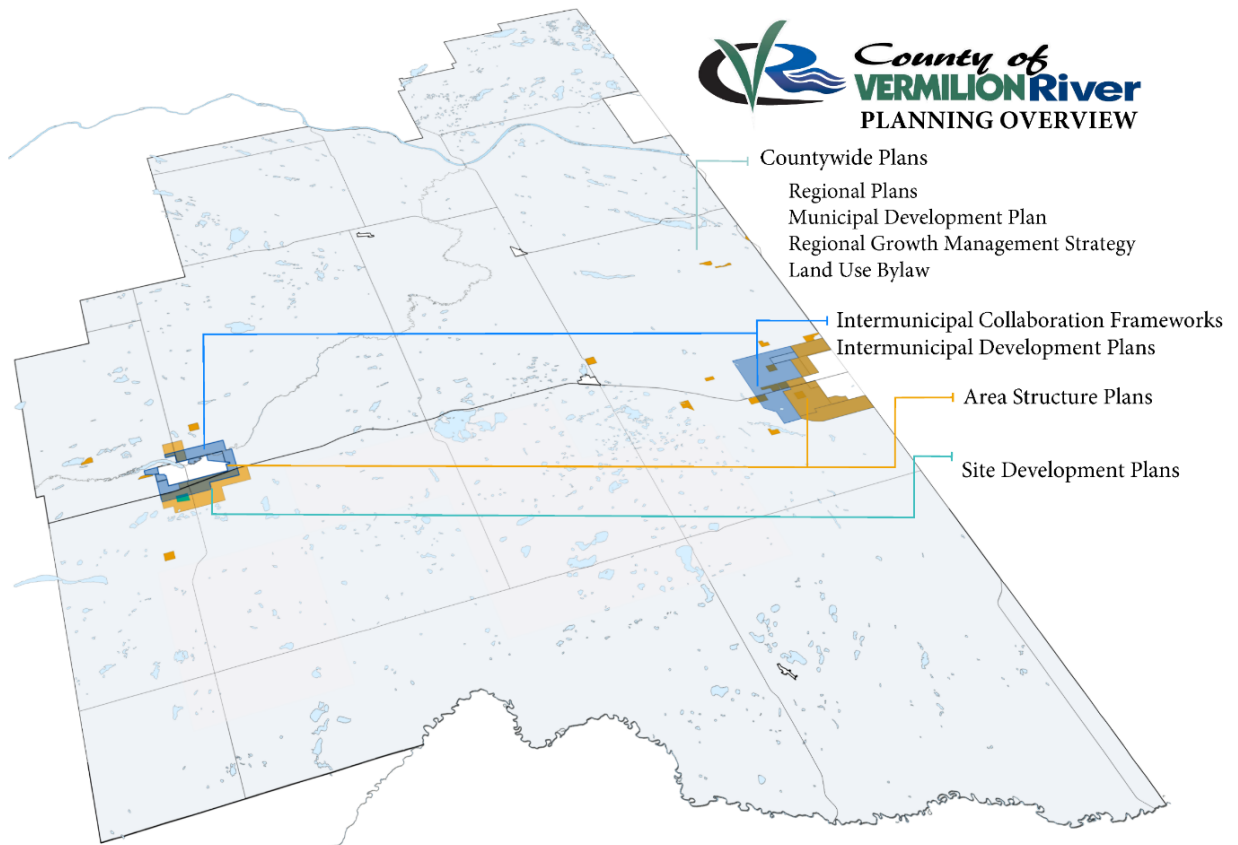 County of
VERMILION River
PLANNING OVERVIEW
Countywide Plans
Regional Plans
Municipal Development Plan
Regional Growth Management Strategy
Land Use Bylaw
Intermunicipal Collaboration Frameworks
Intermunicipal Development Plans
Area Structure Plans
Site Development Plans